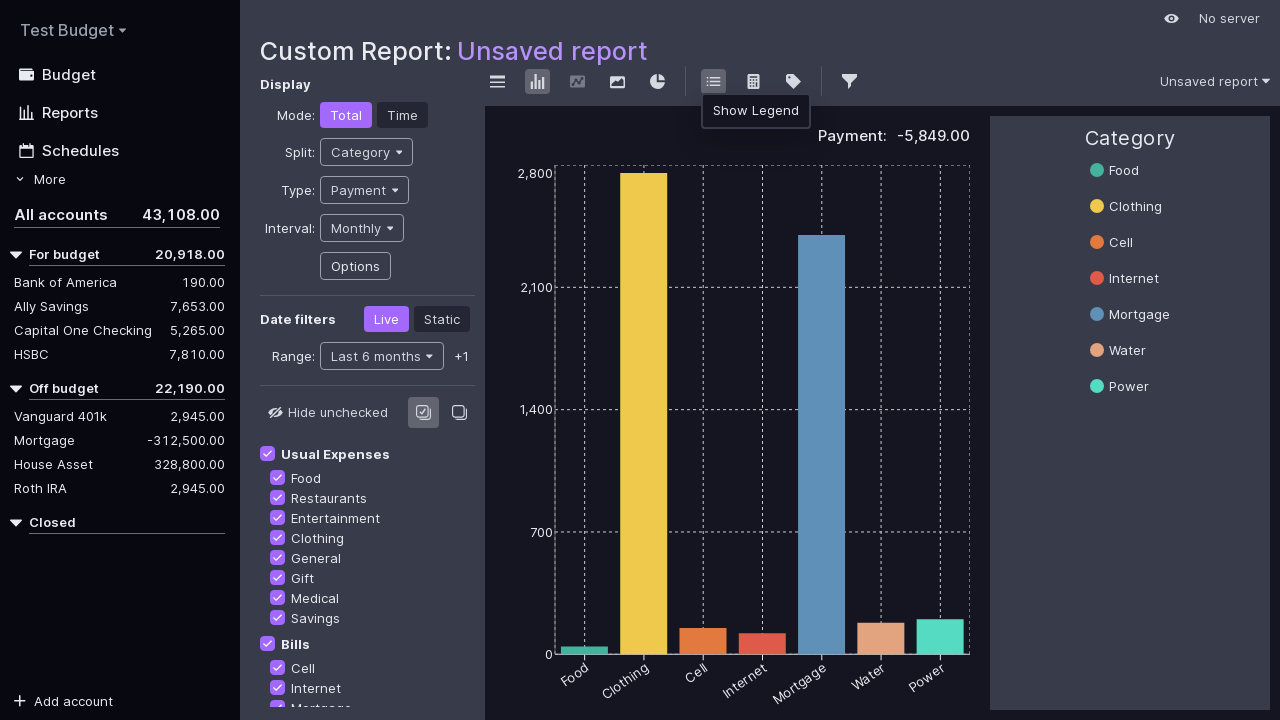 Test Budget
Budget
Reports
Schedules
More
All accounts 43,108.00
For budget 20,918.00
Bank of America 190.00
Ally Savings 7,653.00
Capital One Checking 5,265.00
HSBC 7,810.00
Off budget 22,190.00
Vanguard 401k 2,945.00
Mortgage -312,500.00
House Asset 328,800.00
Roth IRA 2,945.00
Closed
Add account
No server
Custom Report: Unsaved report
Display
Mode: Total Time
Split: Category
Type: Payment
Interval: Monthly
Options
Date filters Live Static
Range: Last 6 months +1
Hide unchecked
Usual Expenses
Food
Restaurants
Entertainment
Clothing
General
Gift
Medical
Savings
Bills
Cell
Internet
Mortgage
Unsaved report
Show Legend
Payment: -5,849.00
2,800
2,100
1,400
700
0
Food
Clothing
Cell
Internet
Mortgage
Water
Power
Category
Food
Clothing
Cell
Internet
Mortgage
Water
Power